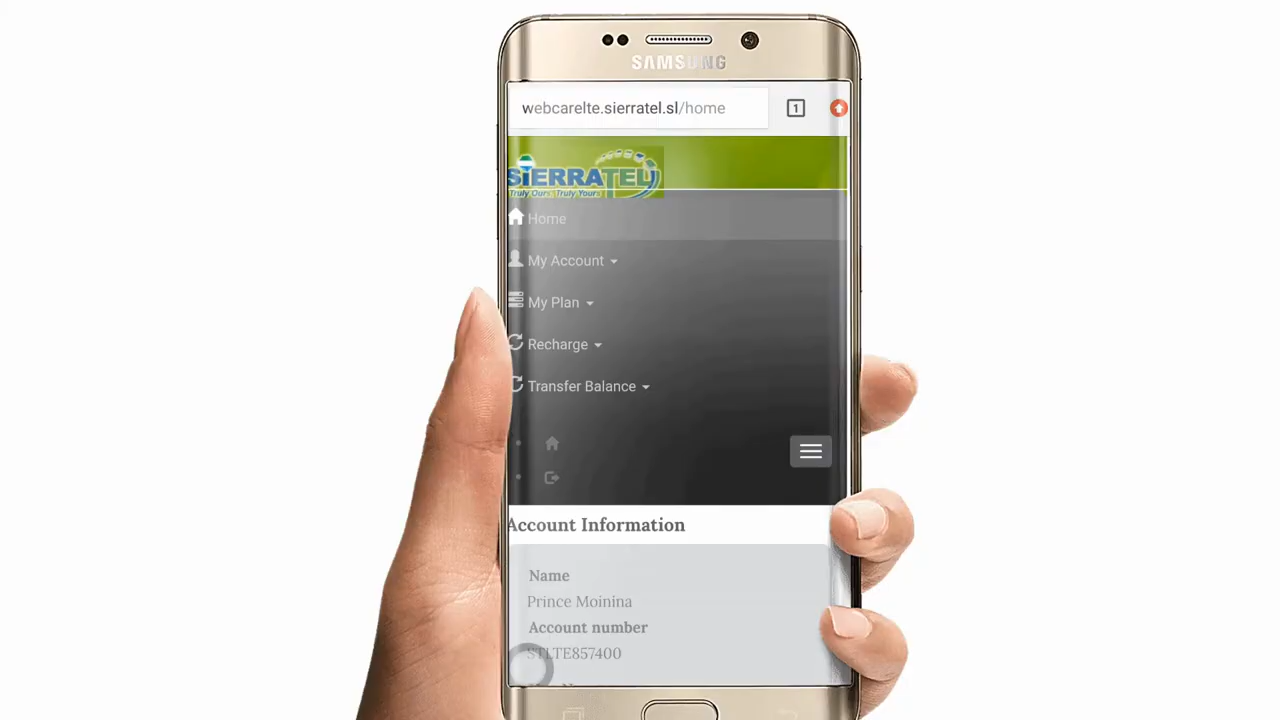 SAMSUNG
webcarelte.sierratel.sl/home
1
SIERRATEL
Truly Ours, Truly Yours
Home
My Account
My Plan
Recharge
Transfer Balance
Account Information
Name
Prince Moinina
Account number
STLTE857400